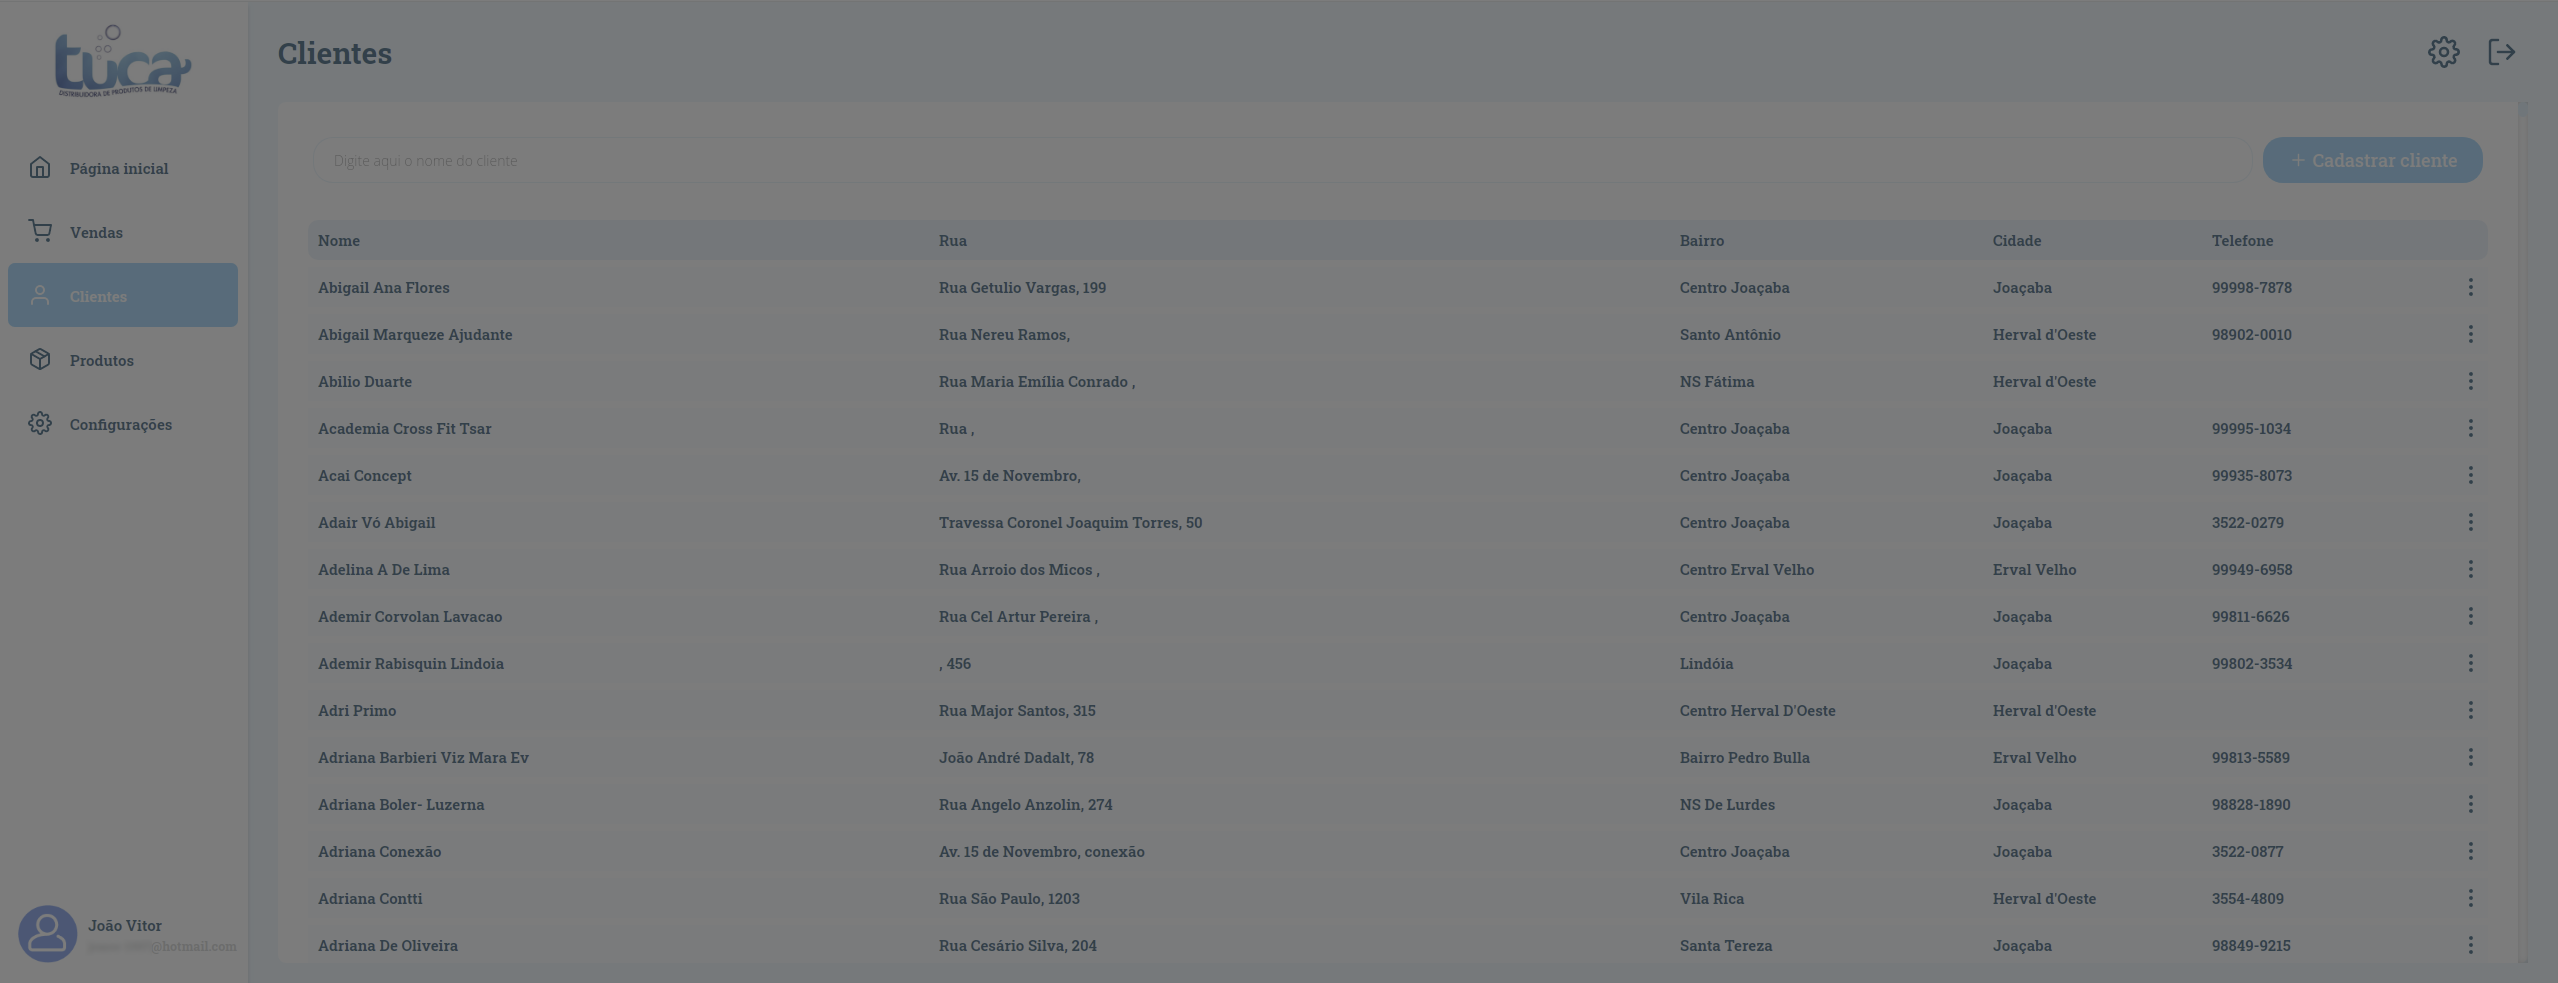 tuca
DISTRIBUIDORA DE PRODUTOS DE LIMPEZA
Página inicial
Vendas
Clientes
Produtos
Configurações
João Vitor
@hotmail.com
Clientes
Digite aqui o nome do cliente
+ Cadastrar cliente
Nome Rua Bairro Cidade Telefone
Abigail Ana Flores Rua Getulio Vargas, 199 Centro Joaçaba Joaçaba 99998-7878
Abigail Marqueze Ajudante Rua Nereu Ramos, Santo Antônio Herval d'Oeste 98902-0010
Abilio Duarte Rua Maria Emília Conrado , NS Fátima Herval d'Oeste
Academia Cross Fit Tsar Rua , Centro Joaçaba Joaçaba 99995-1034
Acai Concept Av. 15 de Novembro, Centro Joaçaba Joaçaba 99935-8073
Adair Vó Abigail Travessa Coronel Joaquim Torres, 50 Centro Joaçaba Joaçaba 3522-0279
Adelina A De Lima Rua Arroio dos Micos , Centro Erval Velho Erval Velho 99949-6958
Ademir Corvolan Lavacao Rua Cel Artur Pereira , Centro Joaçaba Joaçaba 99811-6626
Ademir Rabisquin Lindoia , 456 Lindóia Joaçaba 99802-3534
Adri Primo Rua Major Santos, 315 Centro Herval D'Oeste Herval d'Oeste
Adriana Barbieri Viz Mara Ev João André Dadalt, 78 Bairro Pedro Bulla Erval Velho 99813-5589
Adriana Boler- Luzerna Rua Angelo Anzolin, 274 NS De Lurdes Joaçaba 98828-1890
Adriana Conexão Av. 15 de Novembro, conexão Centro Joaçaba Joaçaba 3522-0877
Adriana Contti Rua São Paulo, 1203 Vila Rica Herval d'Oeste 3554-4809
Adriana De Oliveira Rua Cesário Silva, 204 Santa Tereza Joaçaba 98849-9215